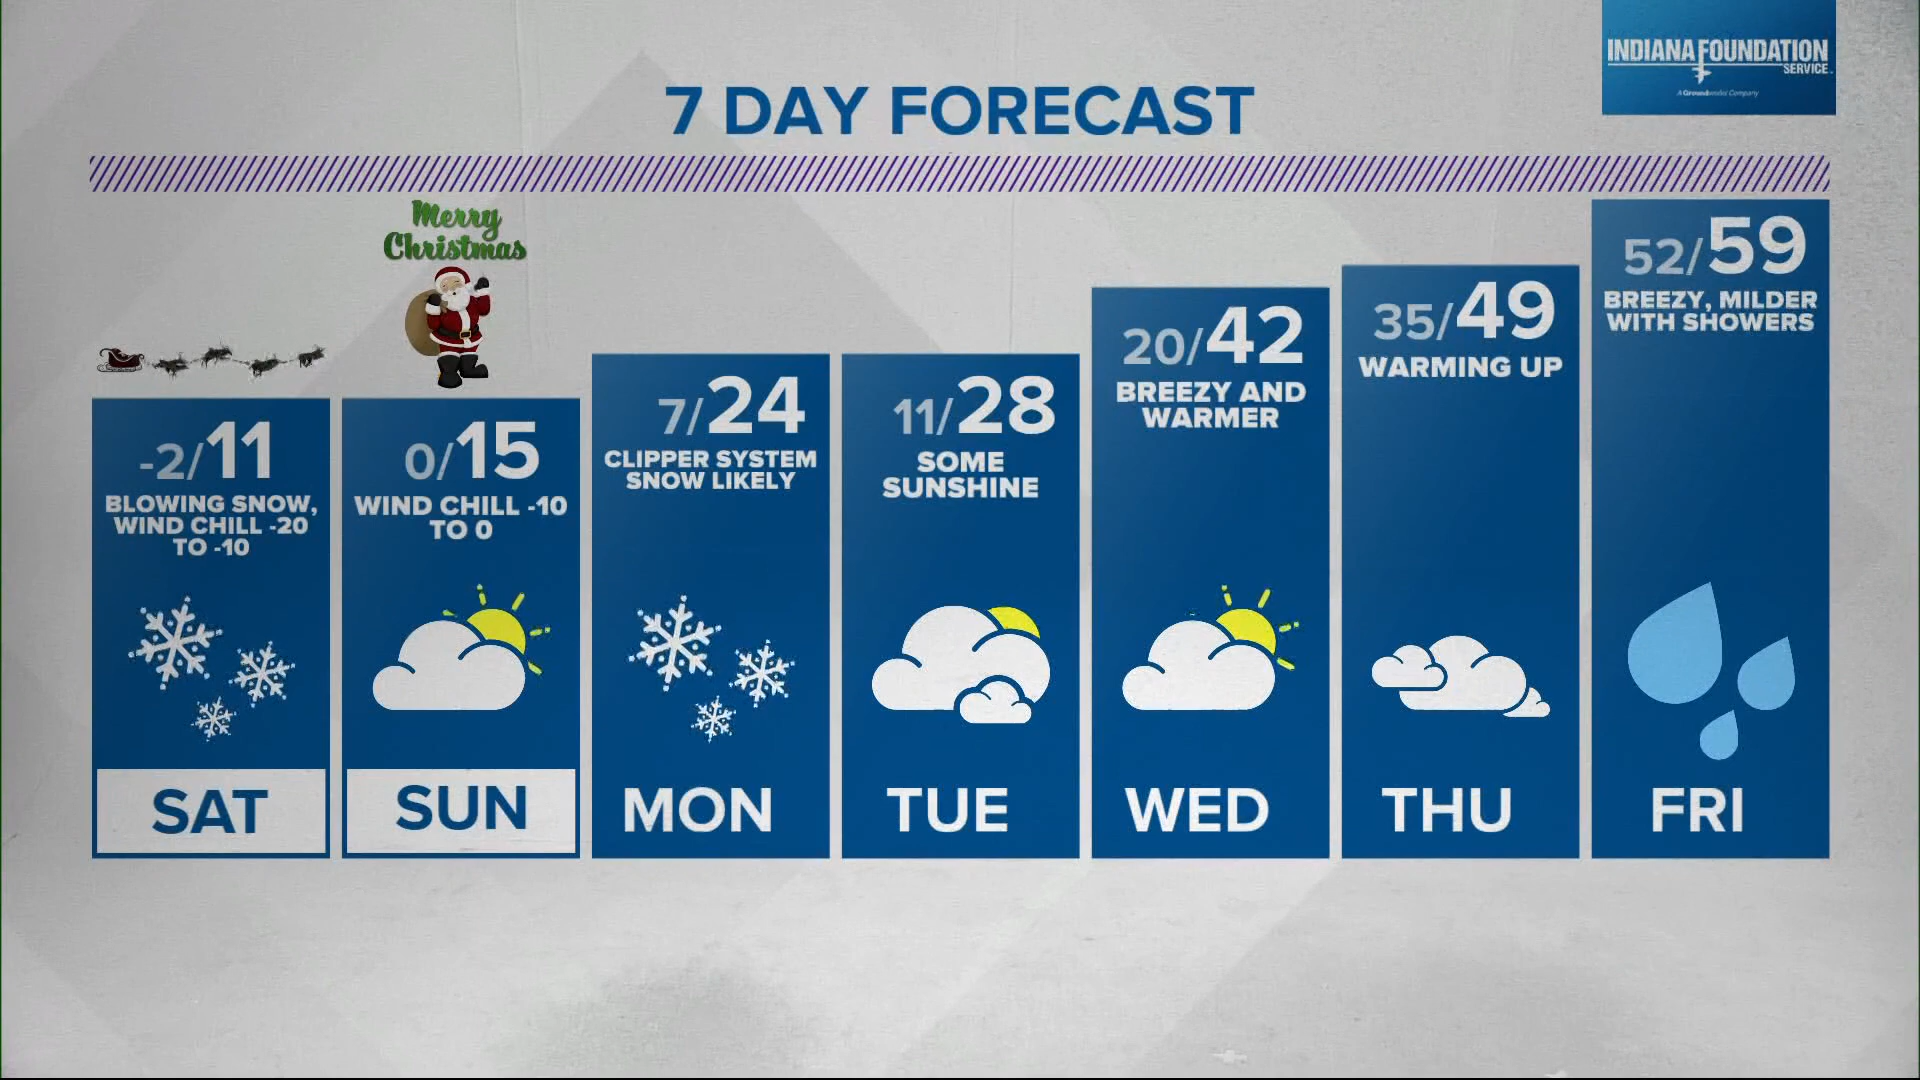 INDIANA FOUNDATION
SERVICE
A Groundworks Company
7 DAY FORECAST
Merry
Christmas
-2/11
BLOWING SNOW,
WIND CHILL -20
TO -10
SAT
0/15
WIND CHILL -10
TO 0
SUN
7/24
CLIPPER SYSTEM
SNOW LIKELY
MON
11/28
SOME
SUNSHINE
TUE
20/42
BREEZY AND
WARMER
WED
35/49
WARMING UP
THU
52/59
BREEZY, MILDER
WITH SHOWERS
FRI